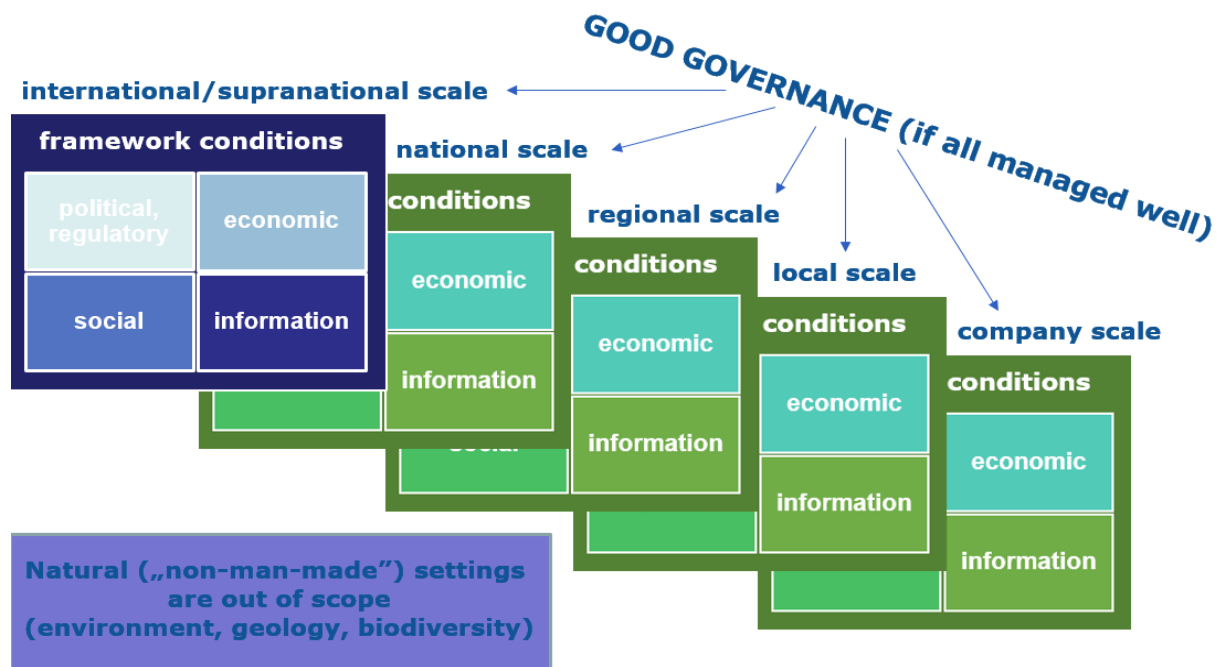 GOOD GOVERNANCE (if all managed well)
international/supranational scale
framework conditions
political,
regulatory
economic
social
information
national scale
conditions
economic
information
regional scale
conditions
economic
social
information
local scale
conditions
economic
information
company scale
conditions
economic
information
Natural („non-man-made”) settings
are out of scope
(environment, geology, biodiversity)